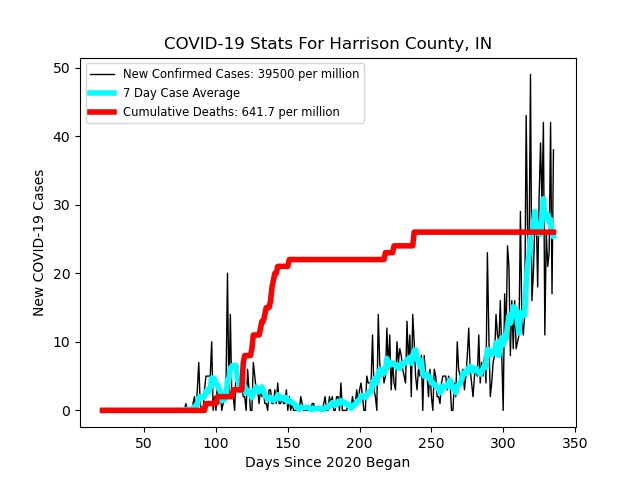 COVID-19 Stats For Harrison County, IN
New Confirmed Cases: 39500 per million
7 Day Case Average
Cumulative Deaths: 641.7 per million
New COVID-19 Cases
50
40
30
20
10
0
50
100
150
200
250
300
350
Days Since 2020 Began